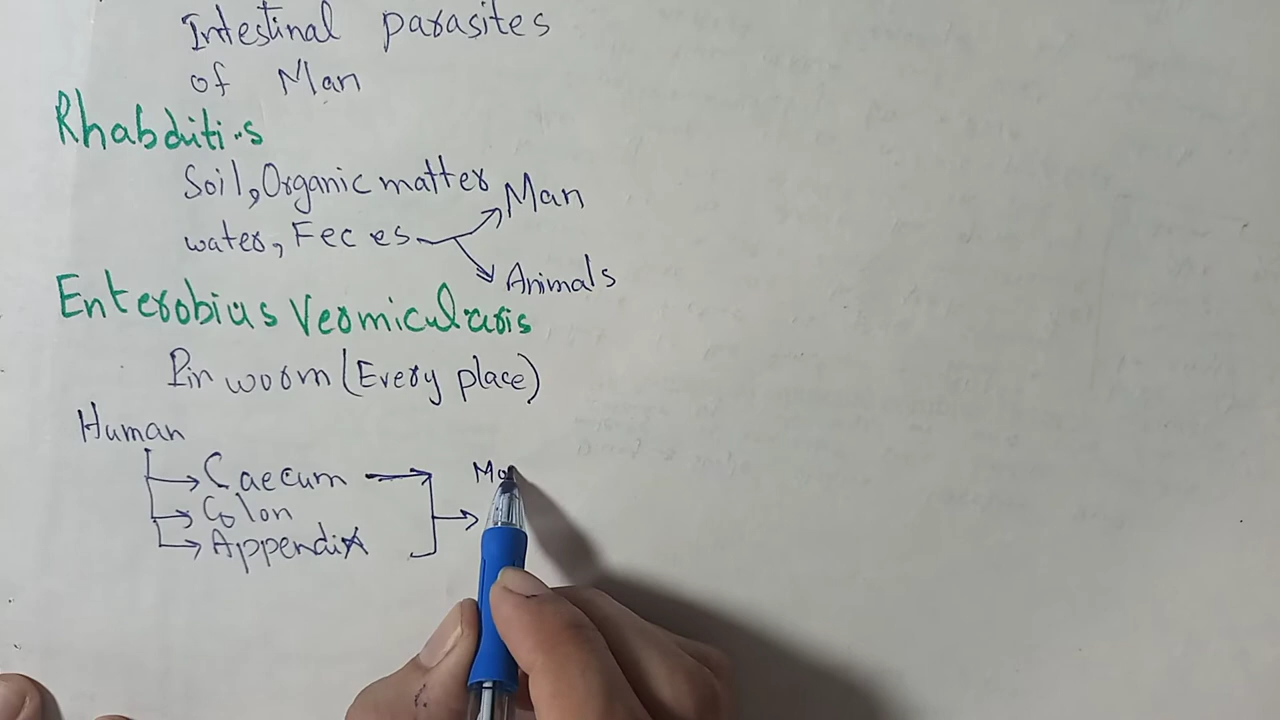 Intestinal parasites
of Man
Rhabditis
Soil, Organic matter
Man
water, Feces
Animals
Enterobius Vermicularis
Pin worm (Every place)
Human
Caecum
Colon
Appendix